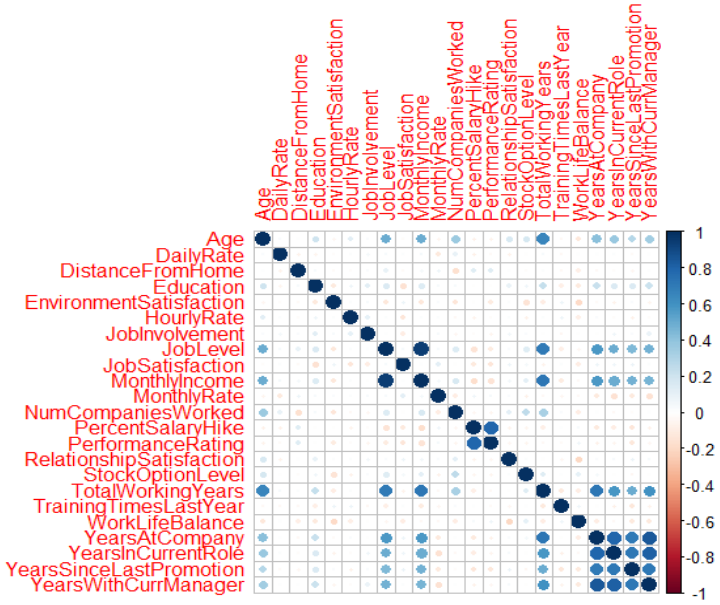 Age
DailyRate
DistanceFromHome
Education
EnvironmentSatisfaction
HourlyRate
JobInvolvement
JobLevel
JobSatisfaction
MonthlyIncome
MonthlyRate
NumCompaniesWorked
PercentSalaryHike
PerformanceRating
RelationshipSatisfaction
StockOptionLevel
TotalWorkingYears
TrainingTimesLastYear
WorkLifeBalance
YearsAtCompany
YearsInCurrentRole
YearsSinceLastPromotion
YearsWithCurrManager
Age
DailyRate
DistanceFromHome
Education
EnvironmentSatisfaction
HourlyRate
JobInvolvement
JobLevel
JobSatisfaction
MonthlyIncome
MonthlyRate
NumCompaniesWorked
PercentSalaryHike
PerformanceRating
RelationshipSatisfaction
StockOptionLevel
TotalWorkingYears
TrainingTimesLastYear
WorkLifeBalance
YearsAtCompany
YearsInCurrentRole
YearsSinceLastPromotion
YearsWithCurrManager
1
0.8
0.6
0.4
0.2
0
-0.2
-0.4
-0.6
-0.8
-1